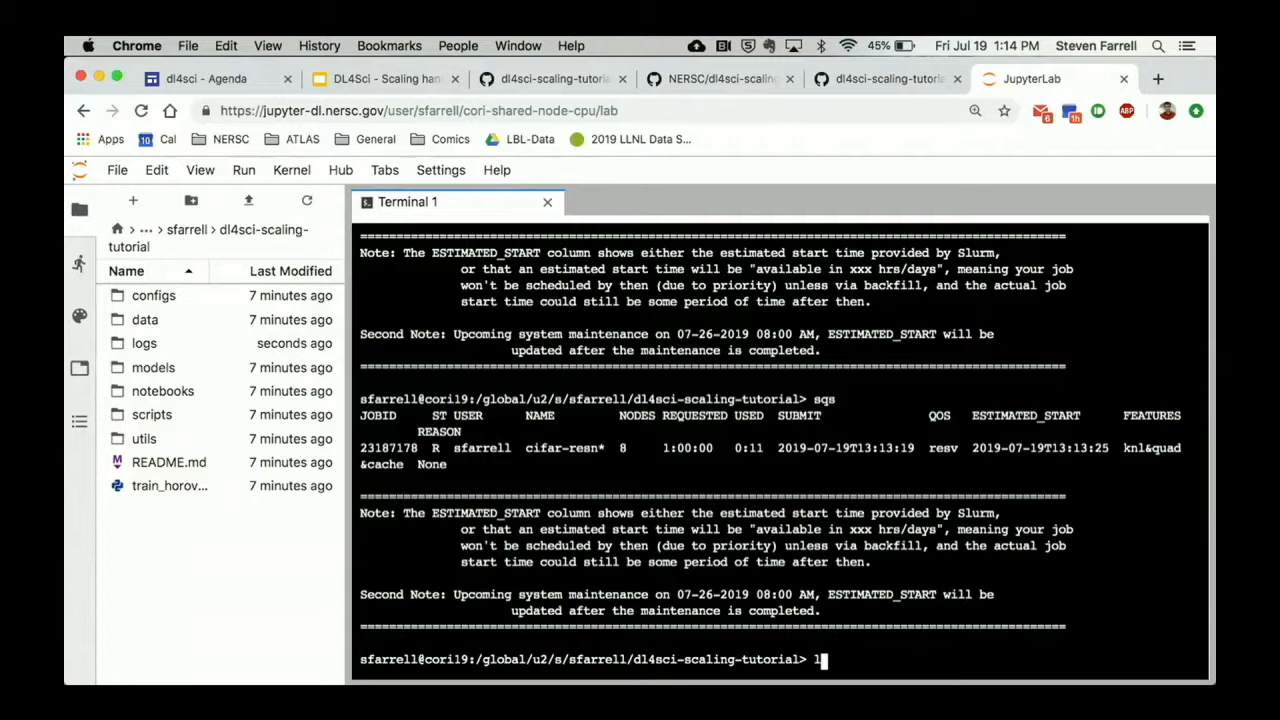 Chrome File Edit View History Bookmarks People Window Help 45% Fri Jul 19 1:14 PM Steven Farrell
dl4sci - Agenda DL4Sci - Scaling han dl4sci-scaling-tutoria NERSC/dl4sci-scaling dl4sci-scaling-tutoria JupyterLab
https://jupyter-dl.nersc.gov/user/sfarrell/cori-shared-node-cpu/lab
Apps Cal NERSC ATLAS General Comics LBL-Data 2019 LLNL Data S...
File Edit View Run Kernel Hub Tabs Settings Help
Terminal 1
… sfarrell > dl4sci-scaling-
tutorial
Name Last Modified
configs 7 minutes ago
data 7 minutes ago
logs seconds ago
models 7 minutes ago
notebooks 7 minutes ago
scripts 7 minutes ago
utils 7 minutes ago
README.md 7 minutes ago
train_horov... 7 minutes ago
==========================================================================================
Note: The ESTIMATED_START column shows either the estimated start time provided by Slurm,
or that an estimated start time will be "available in xxx hrs/days", meaning your job
won't be scheduled by then (due to priority) unless via backfill, and the actual job
start time could still be some period of time after then.
Second Note: Upcoming system maintenance on 07-26-2019 08:00 AM, ESTIMATED_START will be
updated after the maintenance is completed.
==========================================================================================
sfarrell@cori19:/global/u2/s/sfarrell/dl4sci-scaling-tutorial> sqs
JOBID ST USER NAME NODES REQUESTED USED SUBMIT QOS ESTIMATED_START FEATURES
REASON
23187178 R sfarrell cifar-resn* 8 1:00:00 0:11 2019-07-19T13:13:19 resv 2019-07-19T13:13:25 knl&quad
&cache None
==========================================================================================
Note: The ESTIMATED_START column shows either the estimated start time provided by Slurm,
or that an estimated start time will be "available in xxx hrs/days", meaning your job
won't be scheduled by then (due to priority) unless via backfill, and the actual job
start time could still be some period of time after then.
Second Note: Upcoming system maintenance on 07-26-2019 08:00 AM, ESTIMATED_START will be
updated after the maintenance is completed.
==========================================================================================
sfarrell@cori19:/global/u2/s/sfarrell/dl4sci-scaling-tutorial> l